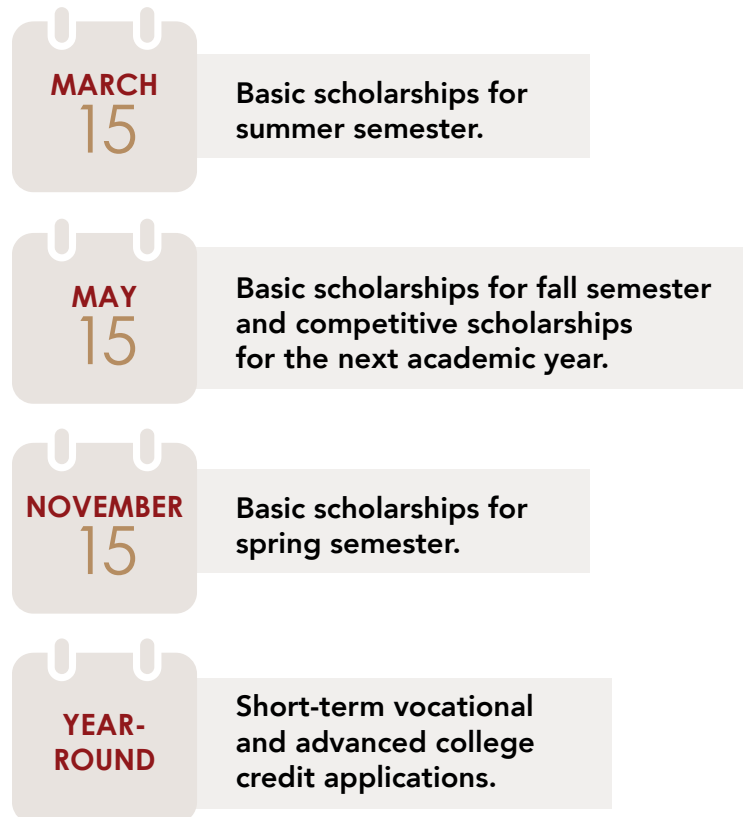 MARCH
15
Basic scholarships for
summer semester.
MAY
15
Basic scholarships for fall semester
and competitive scholarships
for the next academic year.
NOVEMBER
15
Basic scholarships for
spring semester.
YEAR-
ROUND
Short-term vocational
and advanced college
credit applications.